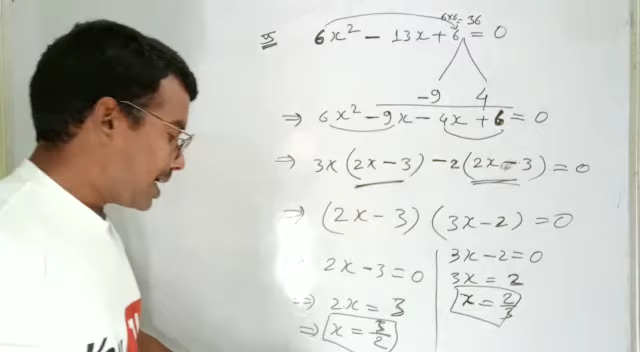 6×6=36
6x² − 13x + 6 = 0
−9 4
⇒ 6x² − 9x − 4x + 6 = 0
⇒ 3x(2x − 3) − 2(2x − 3) = 0
⇒ (2x − 3) (3x − 2) = 0
2x − 3 = 0
⇒ 2x = 3
⇒ x = 3/2
3x − 2 = 0
3x = 2
x = 2/3